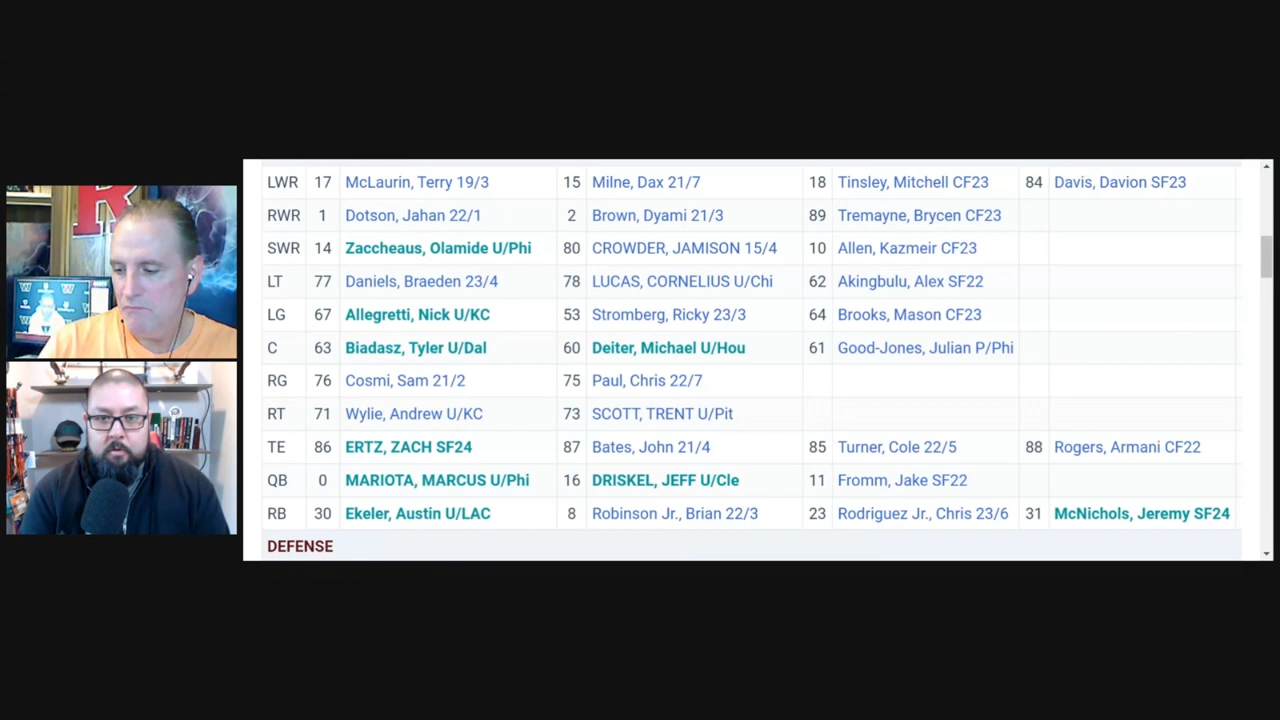 LWR 17 McLaurin, Terry 19/3 15 Milne, Dax 21/7 18 Tinsley, Mitchell CF23 84 Davis, Davion SF23
RWR 1 Dotson, Jahan 22/1 2 Brown, Dyami 21/3 89 Tremayne, Brycen CF23
SWR 14 Zaccheaus, Olamide U/Phi 80 CROWDER, JAMISON 15/4 10 Allen, Kazmeir CF23
LT 77 Daniels, Braeden 23/4 78 LUCAS, CORNELIUS U/Chi 62 Akingbulu, Alex SF22
LG 67 Allegretti, Nick U/KC 53 Stromberg, Ricky 23/3 64 Brooks, Mason CF23
C 63 Biadasz, Tyler U/Dal 60 Deiter, Michael U/Hou 61 Good-Jones, Julian P/Phi
RG 76 Cosmi, Sam 21/2 75 Paul, Chris 22/7
RT 71 Wylie, Andrew U/KC 73 SCOTT, TRENT U/Pit
TE 86 ERTZ, ZACH SF24 87 Bates, John 21/4 85 Turner, Cole 22/5 88 Rogers, Armani CF22
QB 0 MARIOTA, MARCUS U/Phi 16 DRISKEL, JEFF U/Cle 11 Fromm, Jake SF22
RB 30 Ekeler, Austin U/LAC 8 Robinson Jr., Brian 22/3 23 Rodriguez Jr., Chris 23/6 31 McNichols, Jeremy SF24
DEFENSE
R